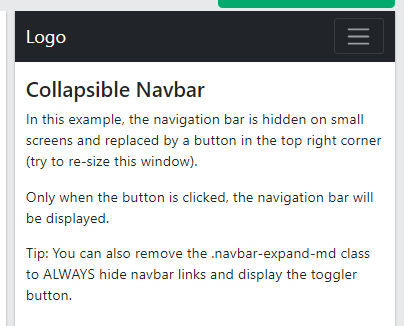 Logo
Collapsible Navbar
In this example, the navigation bar is hidden on small
screens and replaced by a button in the top right corner
(try to re-size this window).
Only when the button is clicked, the navigation bar will
be displayed.
Tip: You can also remove the .navbar-expand-md class
to ALWAYS hide navbar links and display the toggler
button.